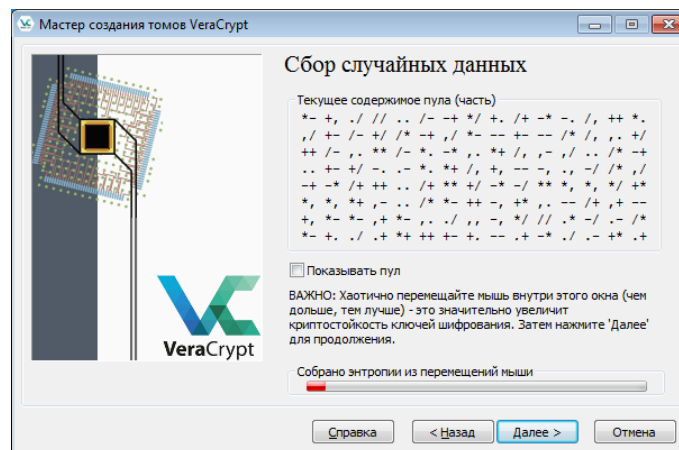 Мастер создания томов VeraCrypt
Сбор случайных данных
Текущее содержимое пула (часть)
*- +, ./ // .. /- -+ */ +. /+ -* -. /, ++ *.
,/ +- /- +/ /* -+ ,/ *- -- +- -- /* /, ,. +/
++ /- ,. ** /- *. -* ,. *+ /, ,- ,/ .. /* -+
.. +- +/ -. .- *. *+ /, +, -- -, ., -/ /* ,/
-+ -* /+ ++ .. /+ ** +/ -* -/ ** *, *, */ +*
*, *, *+ ,- .. /* *- ++ -, +* ,. -- /+ ,+ --
+, *- *- ,+ *- ,. ./ ,, -, */ // .* -/ .- /*
*- +. ./ .+ *+ ++ +- +. -- .+ -* ./ .- +* .+
Показывать пул
ВАЖНО: Хаотично перемещайте мышь внутри этого окна (чем
дольше, тем лучше) - это значительно увеличит
криптостойкость ключей шифрования. Затем нажмите 'Далее'
для продолжения.
VeraCrypt
Собрано энтропии из перемещений мыши
Справка
< Назад
Далее >
Отмена